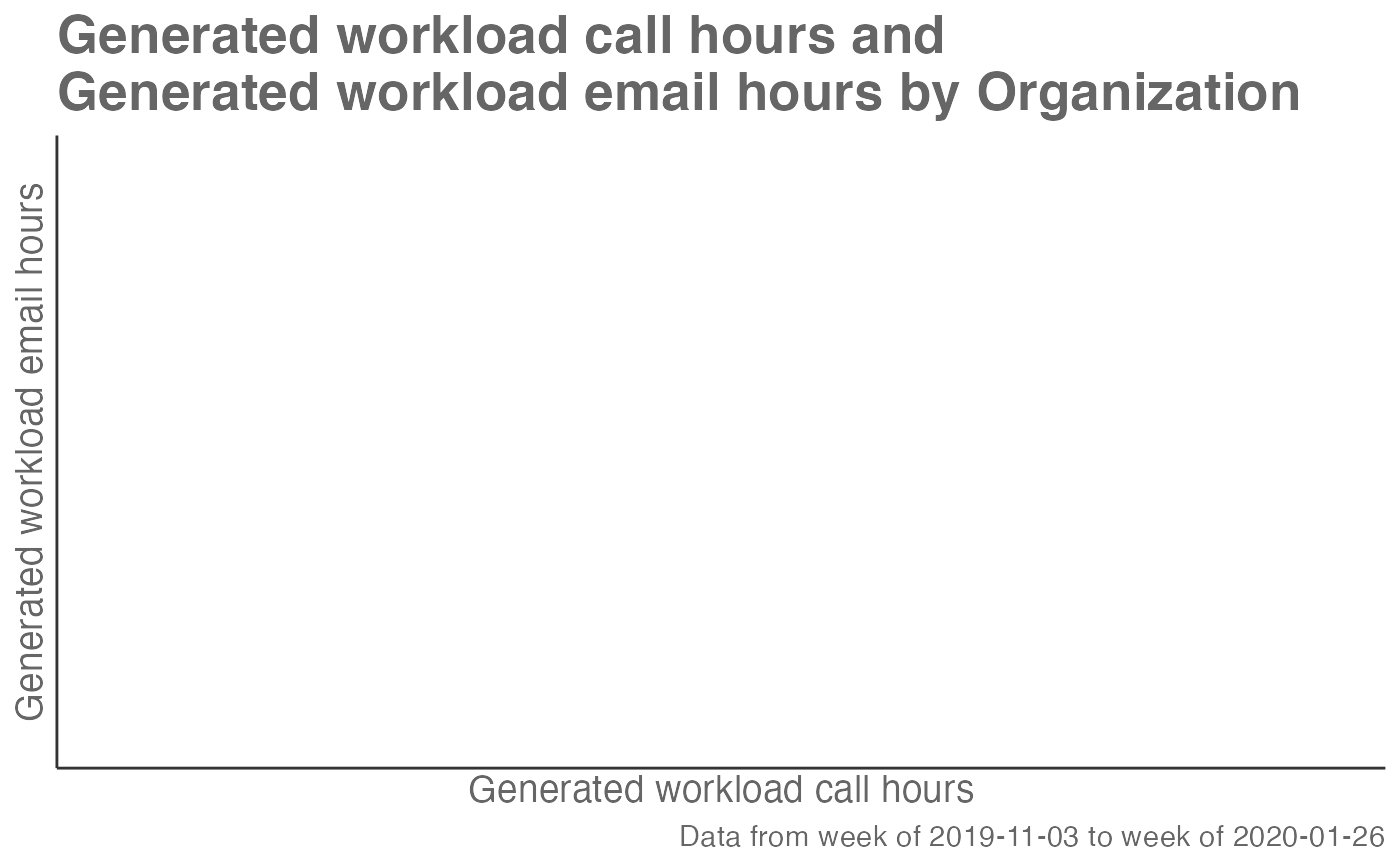 Generated workload call hours and
Generated workload email hours by Organization
Generated workload email hours
Generated workload call hours
Data from week of 2019-11-03 to week of 2020-01-26